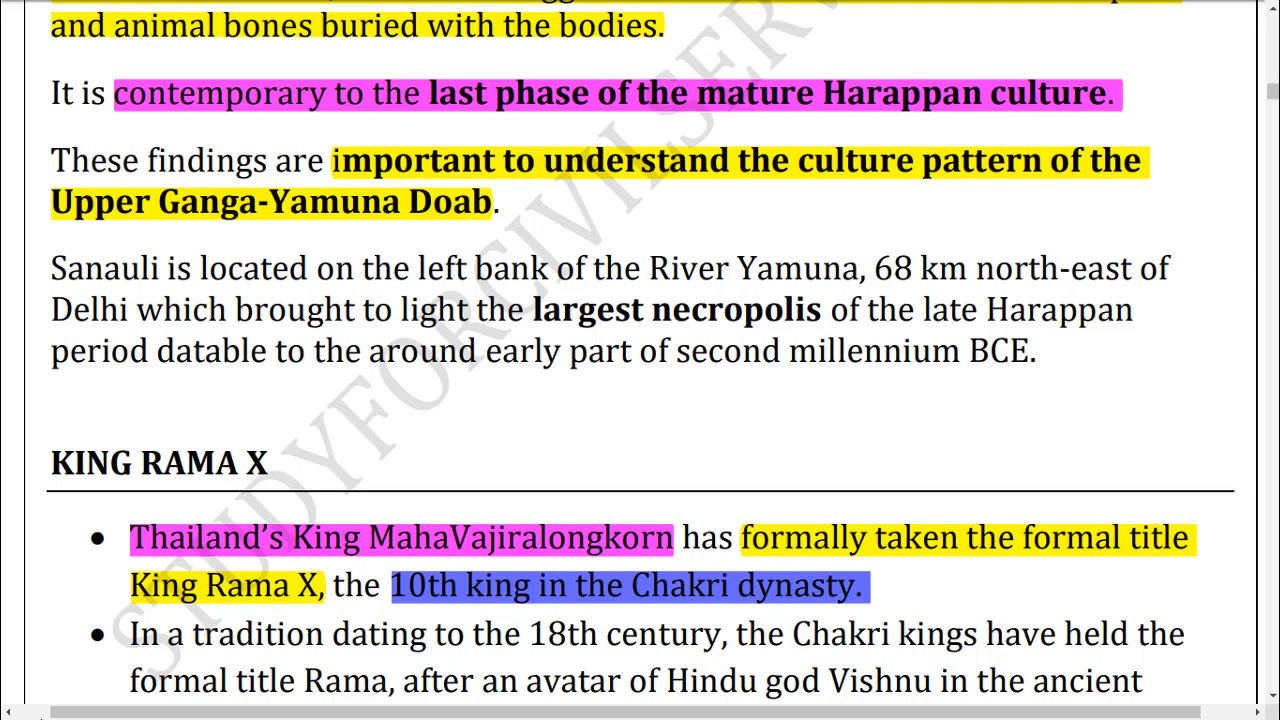 and animal bones buried with the bodies.
It is contemporary to the last phase of the mature Harappan culture.
These findings are important to understand the culture pattern of the
Upper Ganga-Yamuna Doab.
Sanauli is located on the left bank of the River Yamuna, 68 km north-east of
Delhi which brought to light the largest necropolis of the late Harappan
period datable to the around early part of second millennium BCE.
KING RAMA X
• Thailand’s King MahaVajiralongkorn has formally taken the formal title
King Rama X, the 10th king in the Chakri dynasty.
• In a tradition dating to the 18th century, the Chakri kings have held the
formal title Rama, after an avatar of Hindu god Vishnu in the ancient
STUDYFORCIVILSERV